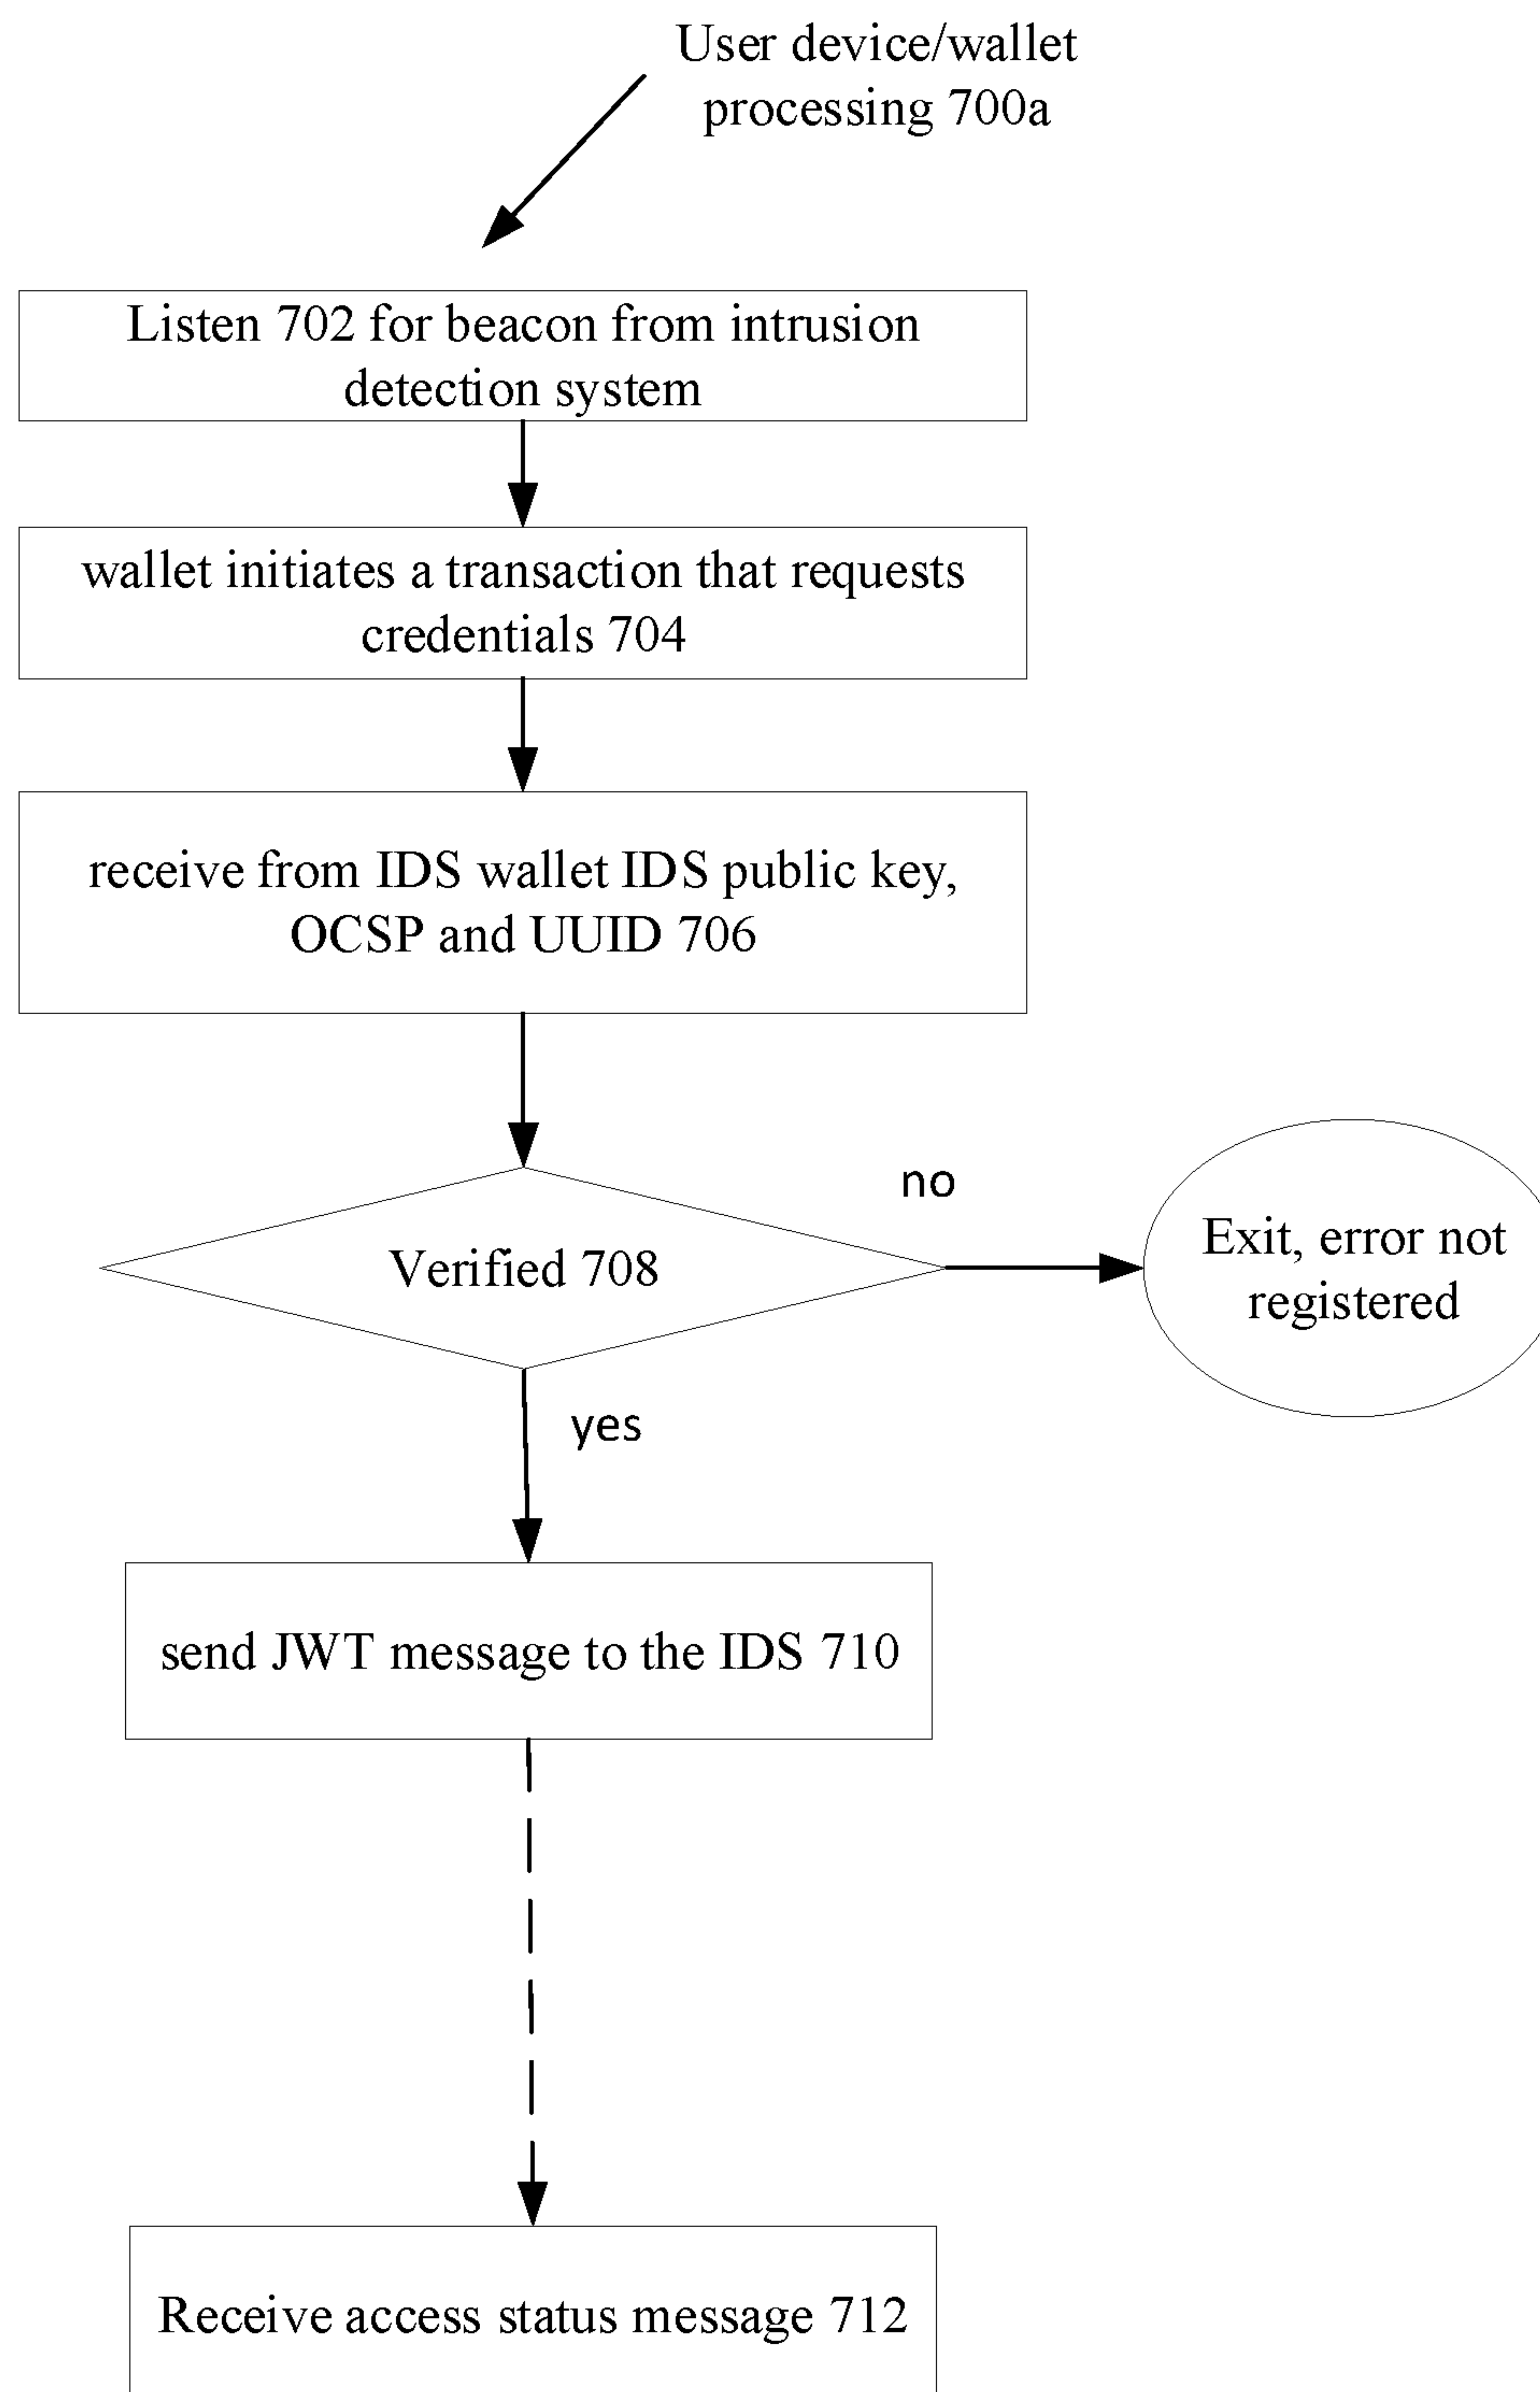 User device/wallet
processing 700a
Listen 702 for beacon from intrusion
detection system
wallet initiates a transaction that requests
credentials 704
receive from IDS wallet IDS public key,
OCSP and UUID 706
Verified 708
no
Exit, error not
registered
yes
send JWT message to the IDS 710
Receive access status message 712